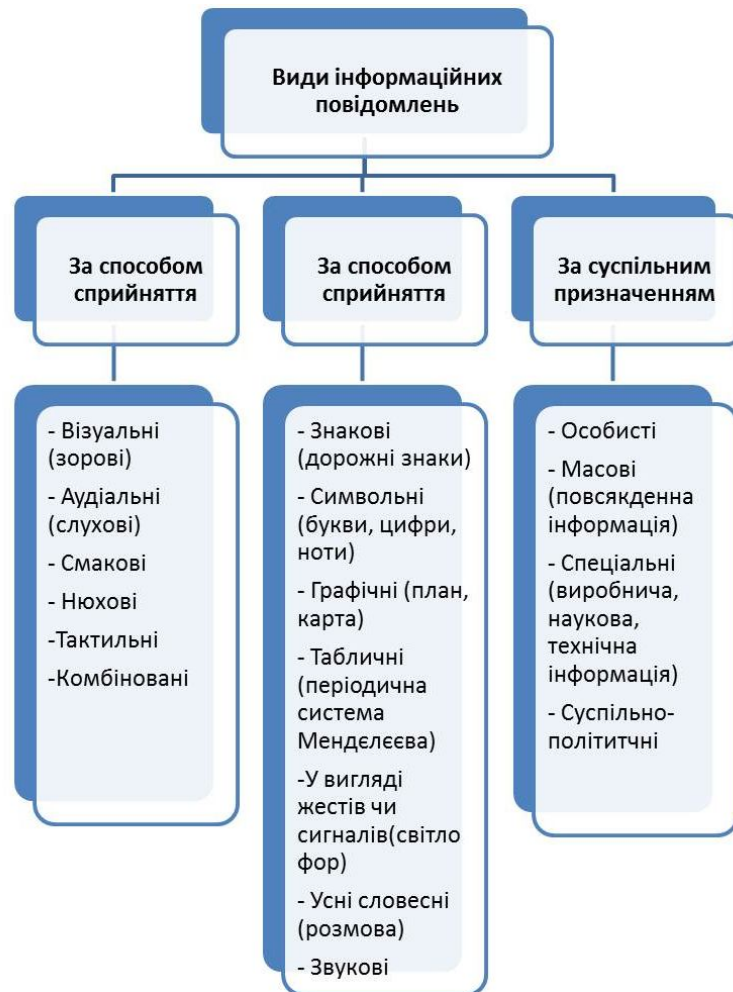 Види інформаційних
повідомлень
За способом
сприйняття
- Візуальні
(зорові)
- Аудіальні
(слухові)
- Смакові
- Нюхові
-Тактильні
-Комбіновані
За способом
сприйняття
- Знакові
(дорожні знаки)
- Символьні
(букви, цифри,
ноти)
- Графічні (план,
карта)
- Табличні
(періодична
система
Мендєлєєва)
-У вигляді
жестів чи
сигналів(світло
фор)
- Усні словесні
(розмова)
- Звукові
За суспільним
призначенням
- Особисті
- Масові
(повсякденна
інформація)
- Спеціальні
(виробнича,
наукова,
технічна
інформація)
- Суспільно-
політитчні